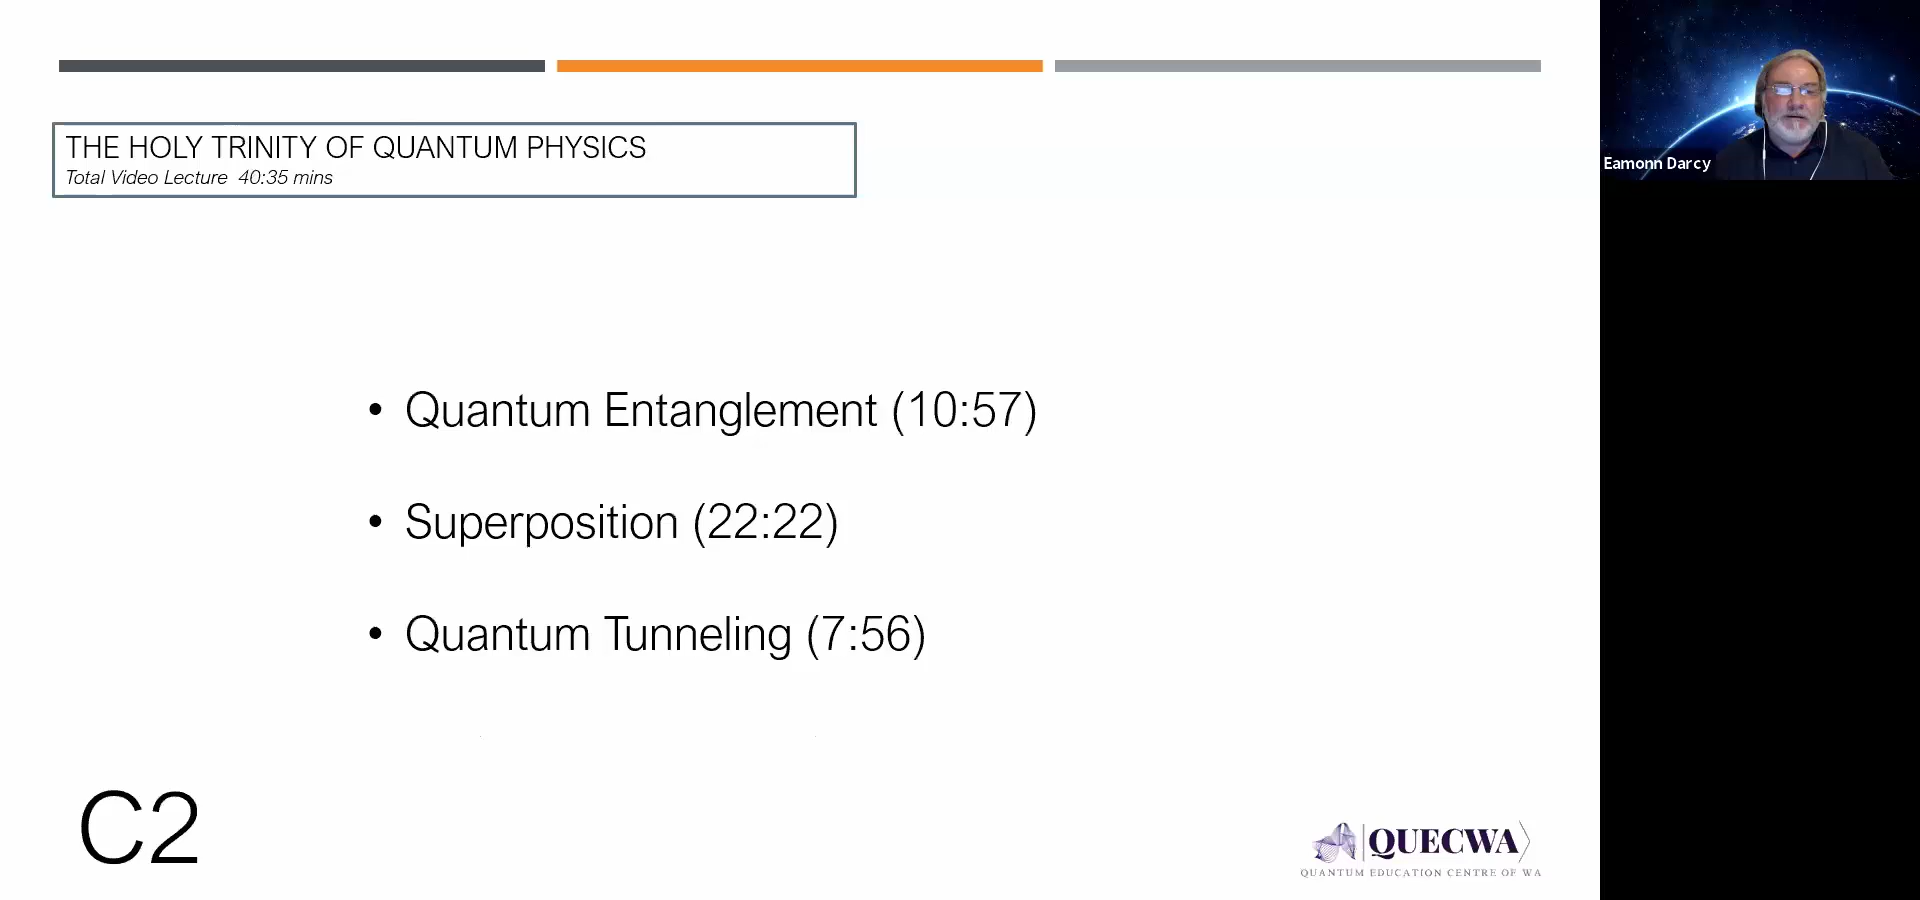 THE HOLY TRINITY OF QUANTUM PHYSICS
Total Video Lecture 40:35 mins
• Quantum Entanglement (10:57)
• Superposition (22:22)
• Quantum Tunneling (7:56)
C2
QUECWA
QUANTUM EDUCATION CENTRE OF WA
Eamonn Darcy